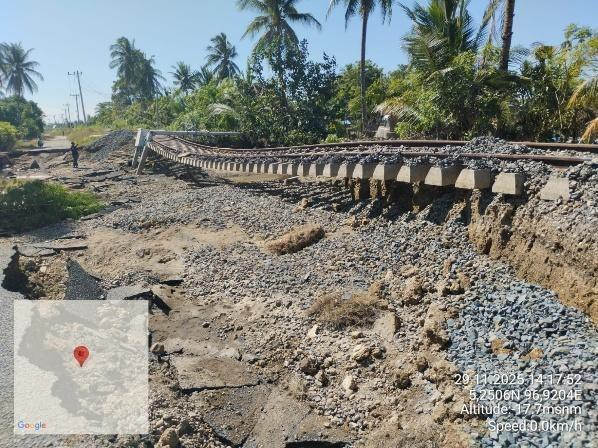 29.11.2025 14:17:52
5,2506N 96,9204E
Altitude:-17.7msnm
Speed:0.0km/h
Google